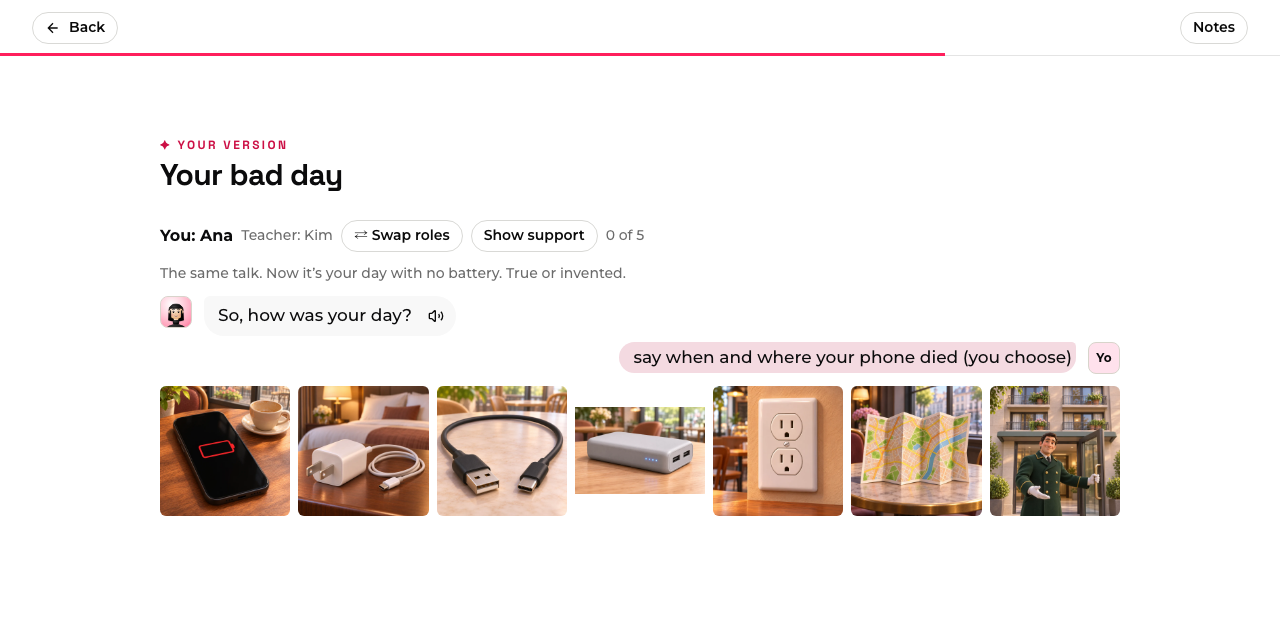 Back
Notes
YOUR VERSION
Your bad day
You: Ana Teacher: Kim Swap roles Show support 0 of 5
The same talk. Now it’s your day with no battery. True or invented.
So, how was your day?
say when and where your phone died (you choose)
Yo